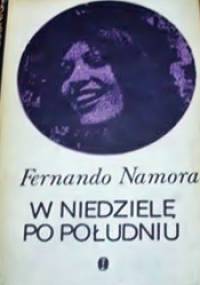 Fernando Namora
W NIEDZIELĘ
PO POŁUDNIU